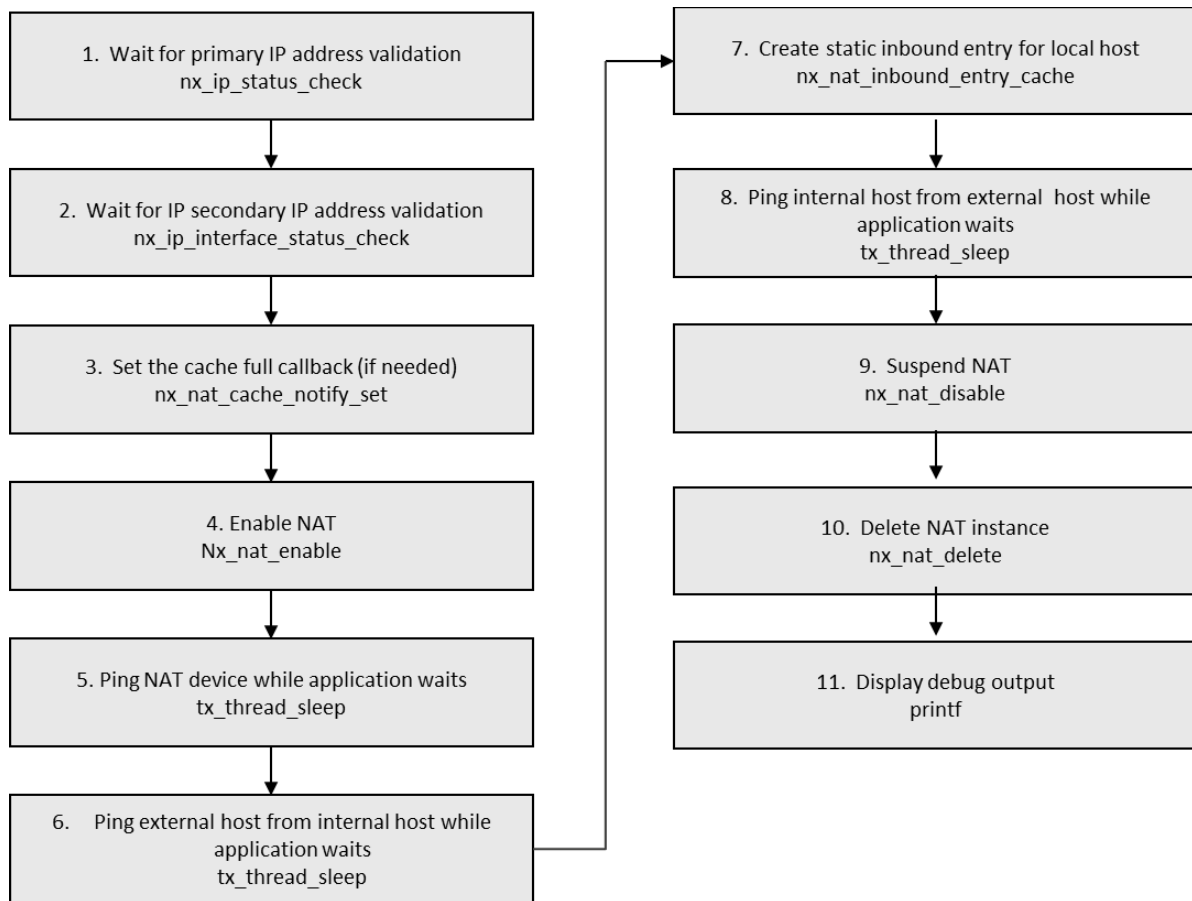 1. Wait for primary IP address validation
nx_ip_status_check
2. Wait for IP secondary IP address validation
nx_ip_interface_status_check
3. Set the cache full callback (if needed)
nx_nat_cache_notify_set
4. Enable NAT
Nx_nat_enable
5. Ping NAT device while application waits
tx_thread_sleep
6. Ping external host from internal host while
application waits
tx_thread_sleep
7. Create static inbound entry for local host
nx_nat_inbound_entry_cache
8. Ping internal host from external host while
application waits
tx_thread_sleep
9. Suspend NAT
nx_nat_disable
10. Delete NAT instance
nx_nat_delete
11. Display debug output
printf